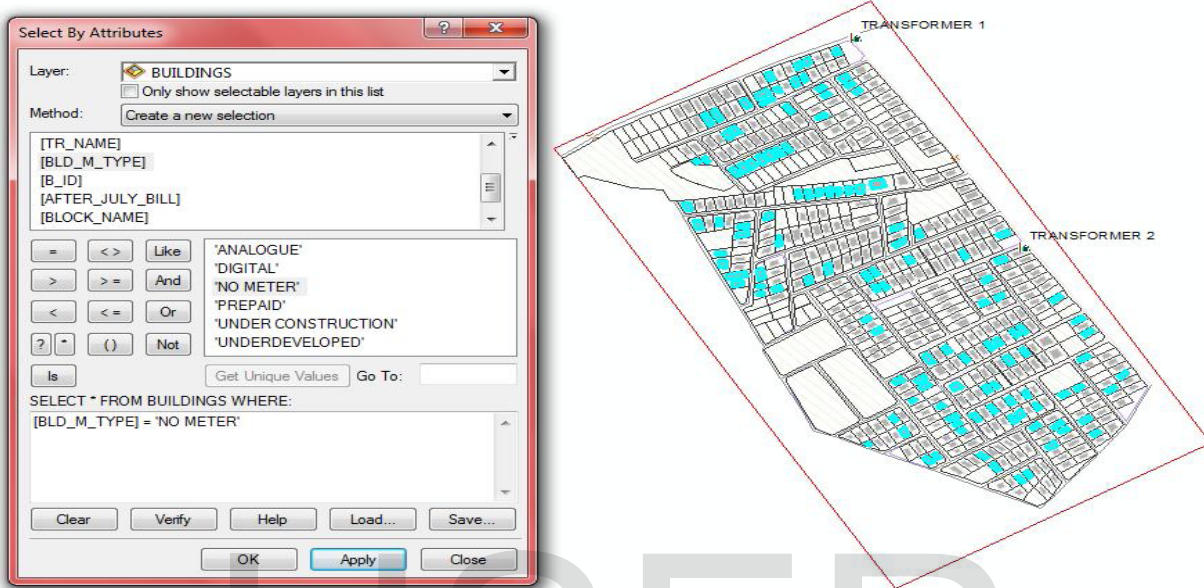 Select By Attributes
Layer: BUILDINGS
Only show selectable layers in this list
Method: Create a new selection
[TR_NAME]
[BLD_M_TYPE]
[B_ID]
[AFTER_JULY_BILL]
[BLOCK_NAME]
= < > Like
> > = And
< < = Or
? * ( ) Not
Is
'ANALOGUE'
'DIGITAL'
'NO METER'
'PREPAID'
'UNDER CONSTRUCTION'
'UNDERDEVELOPED'
Get Unique Values Go To:
SELECT * FROM BUILDINGS WHERE:
[BLD_M_TYPE] = 'NO METER'
Clear Verify Help Load... Save...
OK Apply Close
TRANSFORMER 1
TRANSFORMER 2